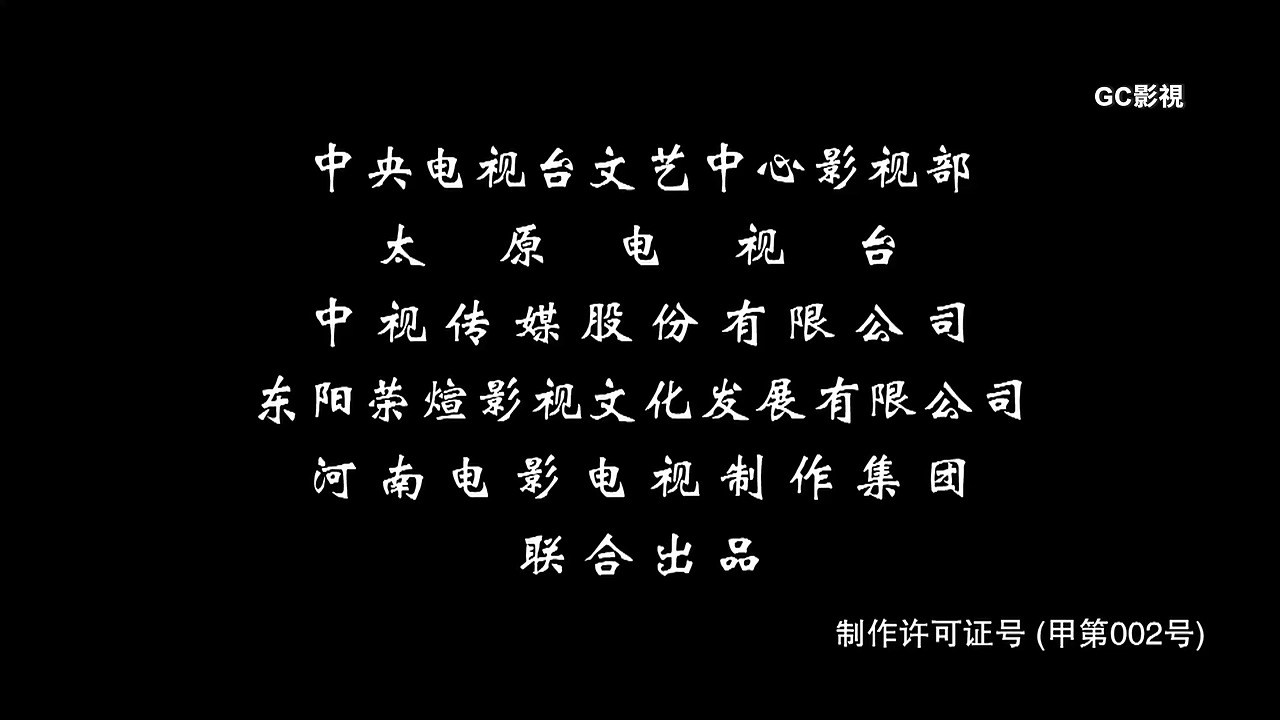 GC影視
中央电视台文艺中心影视部
太原电视台
中视传媒股份有限公司
东阳荣煊影视文化发展有限公司
河南电影电视制作集团
联合出品
制作许可证号 (甲第002号)